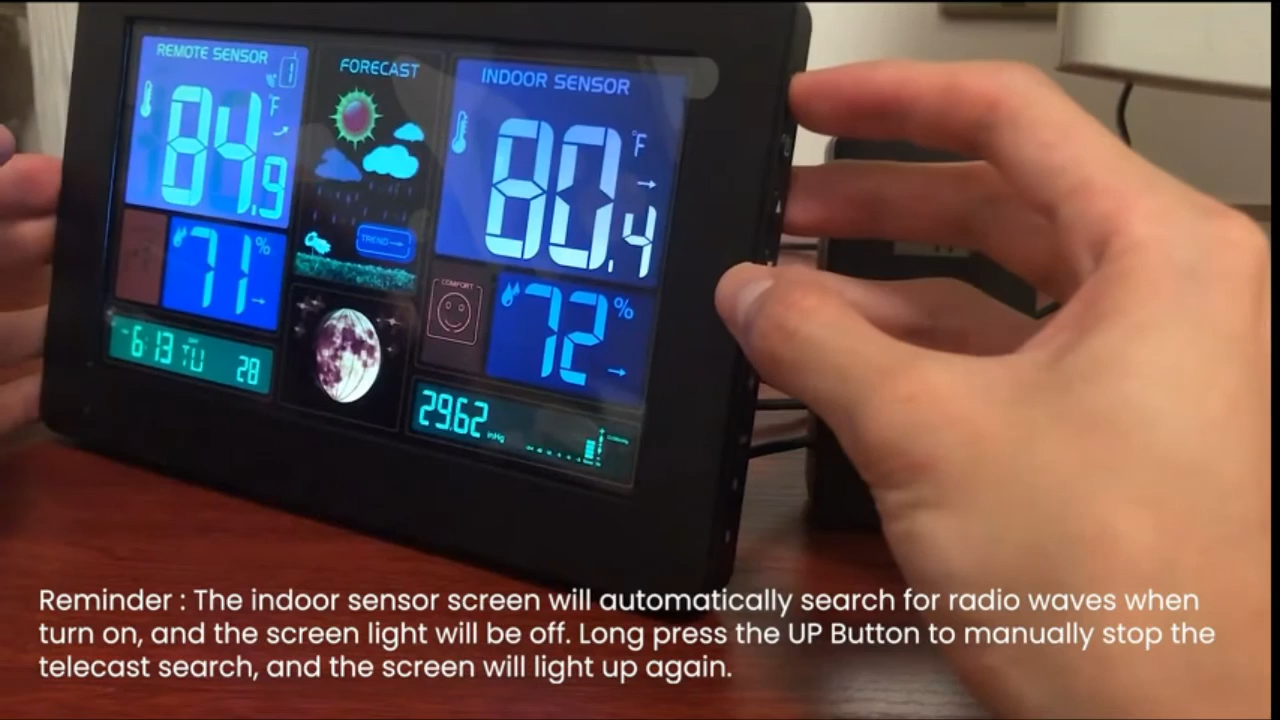 REMOTE SENSOR
1
84.9 °F
71 %
6:13 TU 28
FORECAST
TREND
INDOOR SENSOR
80.4 °F
COMFORT
72 %
29.62 inHg
Reminder : The indoor sensor screen will automatically search for radio waves when
turn on, and the screen light will be off. Long press the UP Button to manually stop the
telecast search, and the screen will light up again.